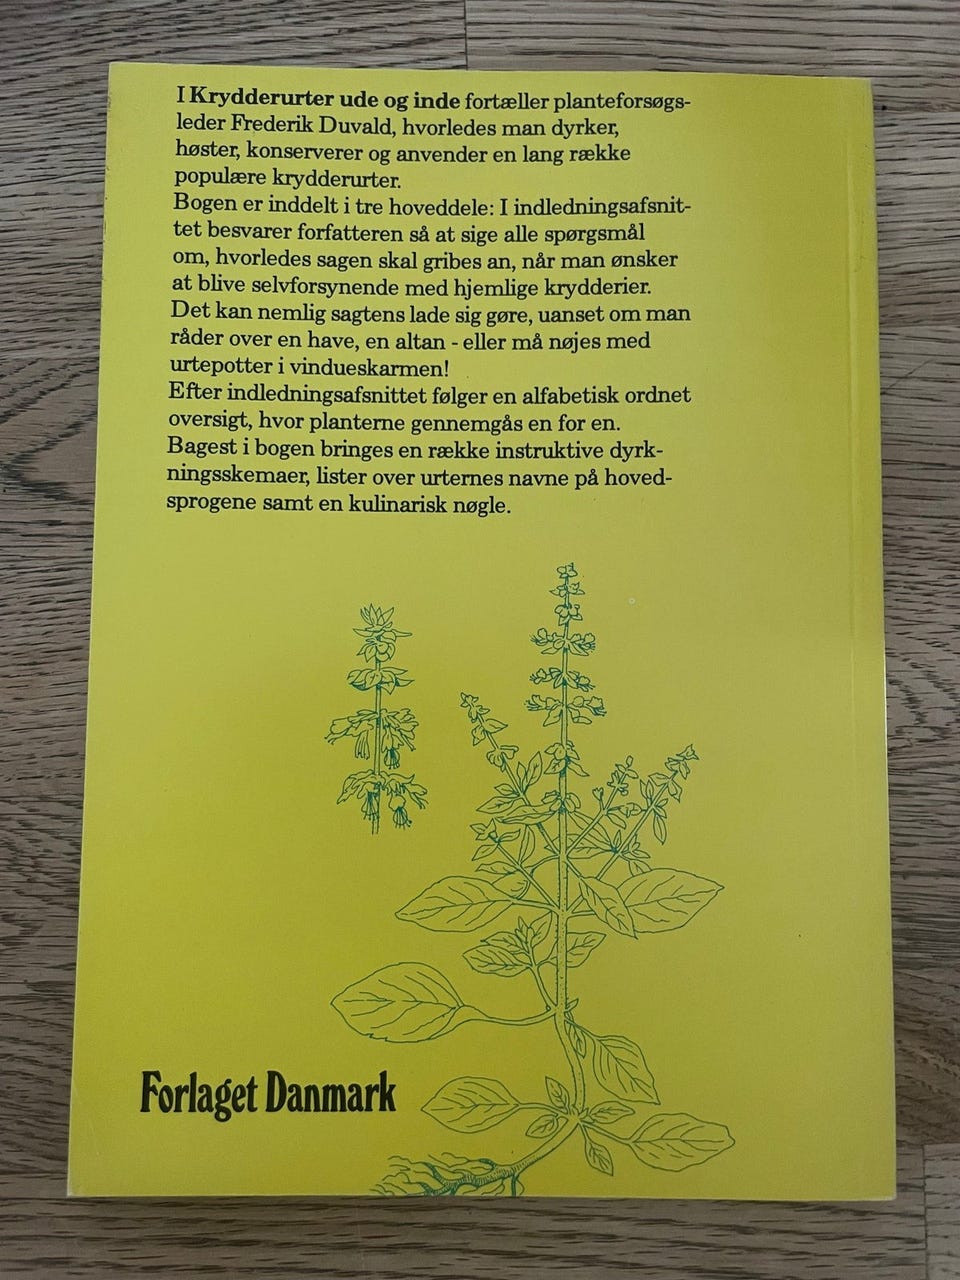 I Krydderurter ude og inde fortæller planteforsøgs-
leder Frederik Duvald, hvorledes man dyrker,
høster, konserverer og anvender en lang række
populære krydderurter.
Bogen er inddelt i tre hoveddele: I indledningsafsnit-
tet besvarer forfatteren så at sige alle spørgsmål
om, hvorledes sagen skal gribes an, når man ønsker
at blive selvforsynende med hjemlige krydderier.
Det kan nemlig sagtens lade sig gøre, uanset om man
råder over en have, en altan - eller må nøjes med
urtepotter i vindueskarmen!
Efter indledningsafsnittet følger en alfabetisk ordnet
oversigt, hvor planterne gennemgås en for en.
Bagest i bogen bringes en række instruktive dyrk-
ningsskemaer, lister over urternes navne på hoved-
sprogene samt en kulinarisk nøgle.
Forlaget Danmark